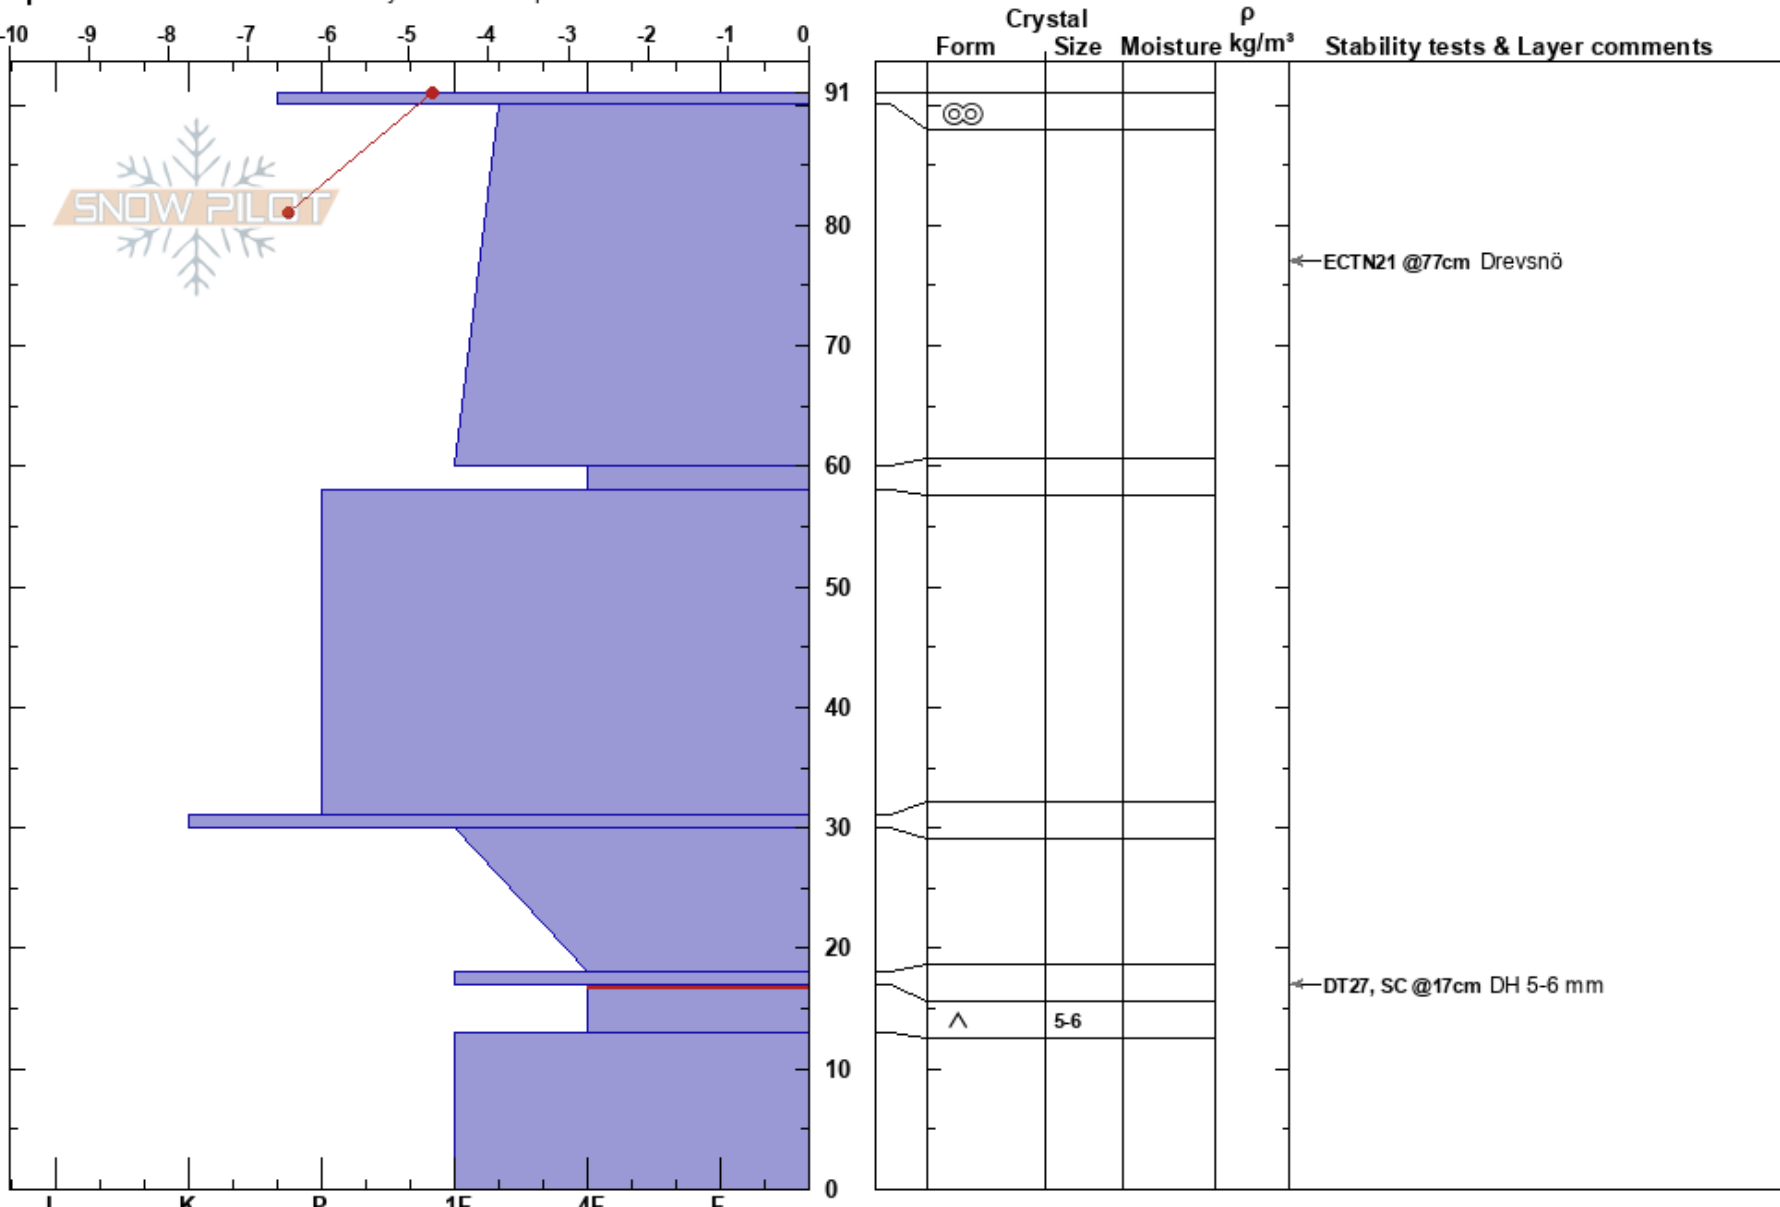 -10 -9 -8 -7 -6 -5 -4 -3 -2 -1 0
Crystal ρ
Form Size Moisture kg/m³ Stability tests & Layer comments
91
SNOW PILOT
80
ECTN21 @77cm Drevsnö
70
60
50
40
30
20
DT27, SC @17cm DH 5-6 mm
5-6
10
0
I K P 1F 4F F